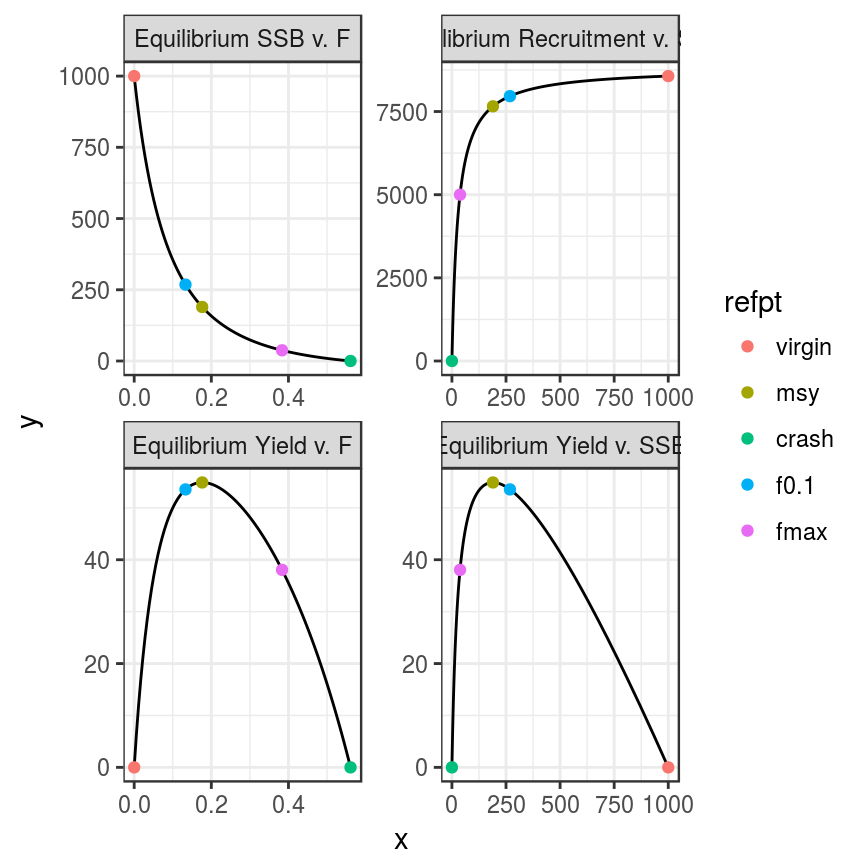 Equilibrium SSB v. F
librium Recruitment v.
1000
750
500
250
0
0.0 0.2 0.4
7500
5000
2500
0
0 250 500 750 1000
Equilibrium Yield v. F
Equilibrium Yield v. SSB
40
20
0
0.0 0.2 0.4
40
20
0
0 250 500 750 1000
y
x
refpt
virgin
msy
crash
f0.1
fmax